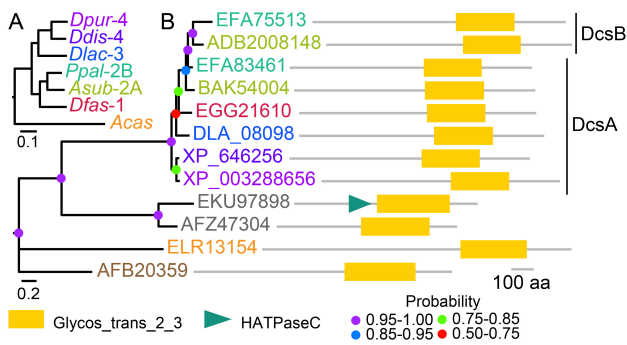 A
Dpur-4
Ddis-4
Dlac-3
Ppal-2B
Asub-2A
Dfas-1
Acas
0.1
B
EFA75513
ADB2008148
DcsB
EFA83461
BAK54004
EGG21610
DLA_08098
XP_646256
XP_003288656
DcsA
EKU97898
AFZ47304
ELR13154
AFB20359
0.2
100 aa
Glycos_trans_2_3
HATPaseC
Probability
0.95-1.00
0.75-0.85
0.85-0.95
0.50-0.75